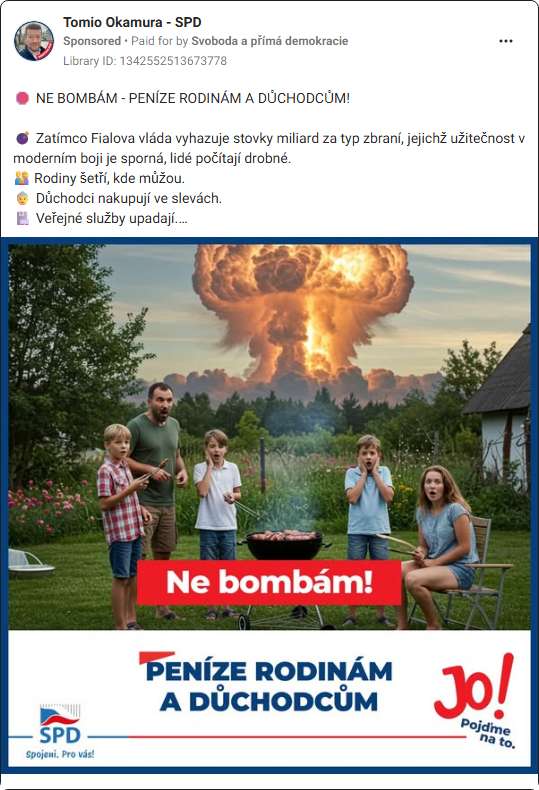 Tomio Okamura - SPD
Sponsored • Paid for by Svoboda a přímá demokracie
Library ID: 1342552513673778
🛑 NE BOMBÁM - PENÍZE RODINÁM A DŮCHODCŮM!
💣 Zatímco Fialova vláda vyhazuje stovky miliard za typ zbraní, jejichž užitečnost v
moderním boji je sporná, lidé počítají drobné.
👨‍👩‍👧 Rodiny šetří, kde můžou.
👵 Důchodci nakupují ve slevách.
💾 Veřejné služby upadají....
Ne bombám!
PENÍZE RODINÁM
A DŮCHODCŮM
Jo!
Pojďme
na to.
SPD
Spojeni. Pro vás!